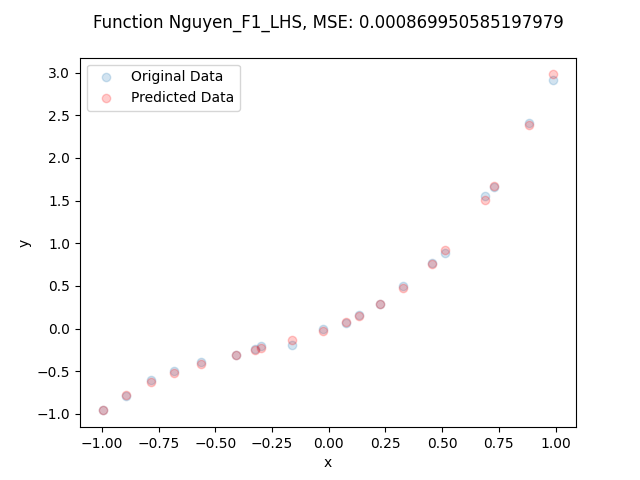 Function Nguyen_F1_LHS, MSE: 0.000869950585197979
Original Data
Predicted Data
3.0
2.5
2.0
1.5
1.0
0.5
0.0
−0.5
−1.0
y
−1.00 −0.75 −0.50 −0.25 0.00 0.25 0.50 0.75 1.00
x